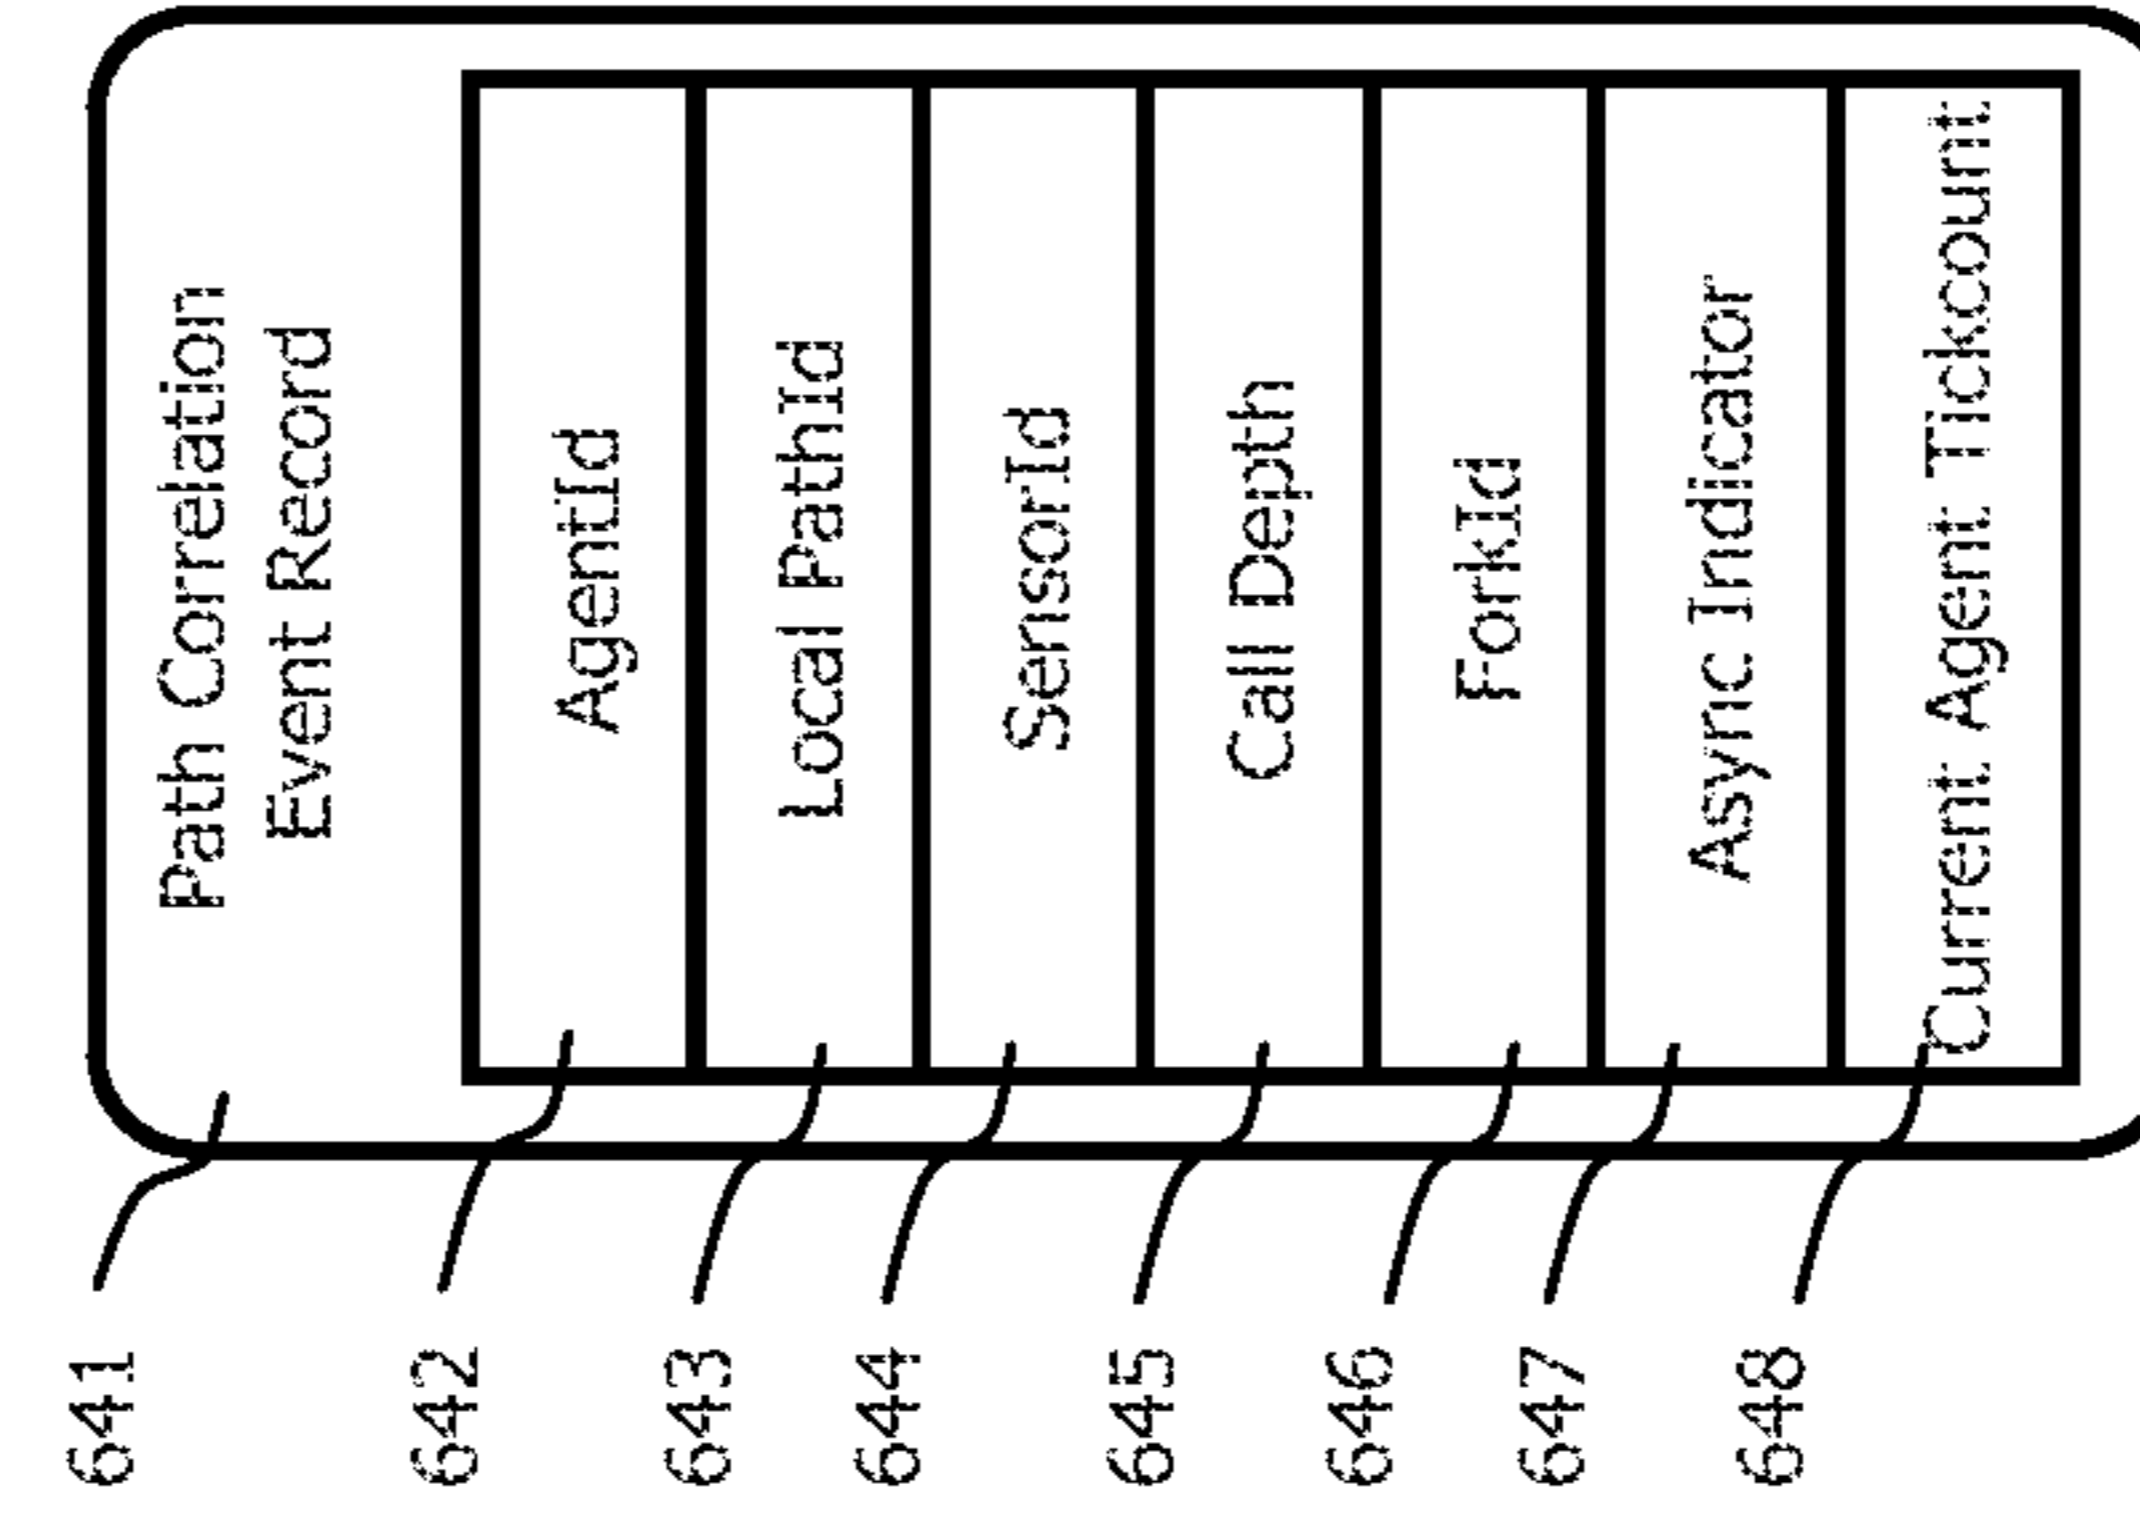 Path Correlation
Event Record
AgentId
Local PathId
SensorId
Call Depth
ForkId
Async Indicator
Current Agent Tickcount
641
642
643
644
645
646
647
648